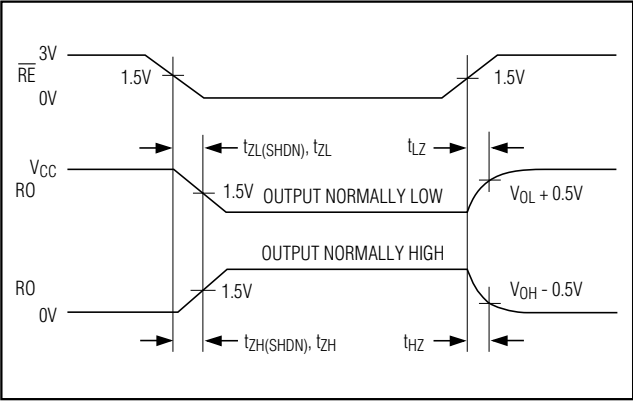 3V
RE
1.5V
1.5V
0V
tZL(SHDN), tZL
tLZ
VCC
RO
1.5V
OUTPUT NORMALLY LOW
VOL + 0.5V
OUTPUT NORMALLY HIGH
RO
1.5V
VOH - 0.5V
0V
tZH(SHDN), tZH
tHZ